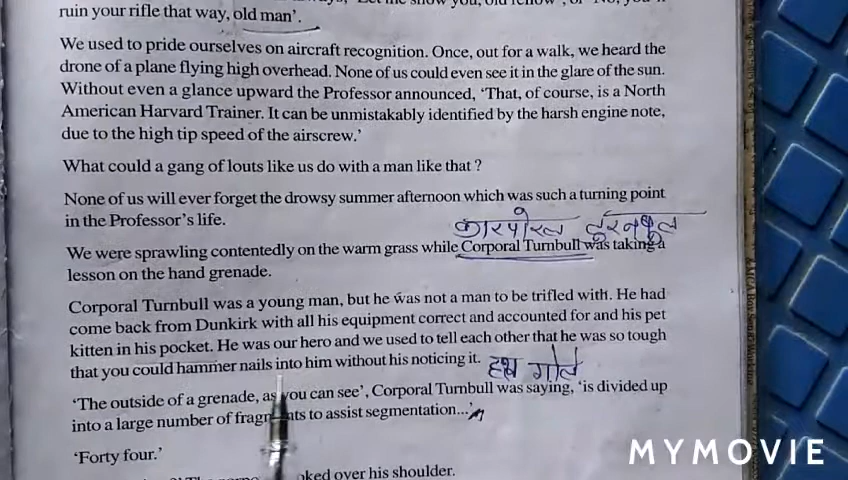 ruin your rifle that way, old man'.
We used to pride ourselves on aircraft recognition. Once, out for a walk, we heard the
drone of a plane flying high overhead. None of us could even see it in the glare of the sun.
Without even a glance upward the Professor announced, 'That, of course, is a North
American Harvard Trainer. It can be unmistakably identified by the harsh engine note,
due to the high tip speed of the airscrew.'
What could a gang of louts like us do with a man like that ?
None of us will ever forget the drowsy summer afternoon which was such a turning point
in the Professor's life.
कारपोरल टुरनबुल
We were sprawling contentedly on the warm grass while Corporal Turnbull was taking a
lesson on the hand grenade.
Corporal Turnbull was a young man, but he was not a man to be trifled with. He had
come back from Dunkirk with all his equipment correct and accounted for and his pet
kitten in his pocket. He was our hero and we used to tell each other that he was so tough
that you could hammer nails into him without his noticing it.
गोले
'The outside of a grenade, as you can see', Corporal Turnbull was saying, 'is divided up
into a large number of fragments to assist segmentation...'
'Forty four.'
looked over his shoulder.
MYMOVIE